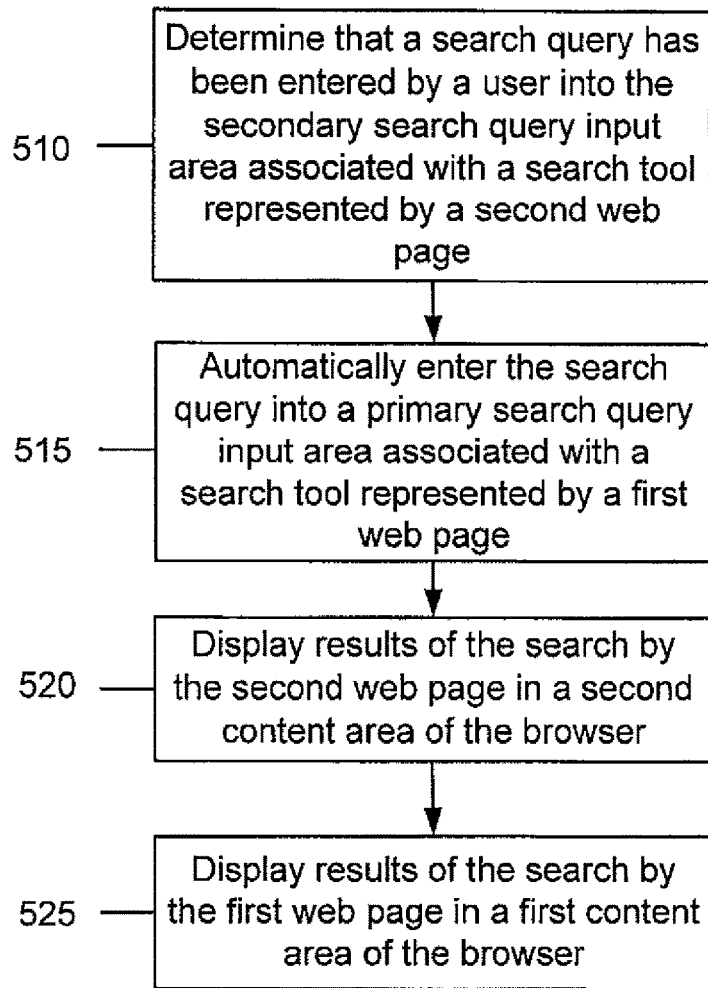 Determine that a search query has
been entered by a user into the
secondary search query input
area associated with a search tool
represented by a second web
page
510
Automatically enter the search
query into a primary search query
input area associated with a
search tool represented by a first
web page
515
Display results of the search by
the second web page in a second
content area of the browser
520
Display results of the search by
the first web page in a first content
area of the browser
525